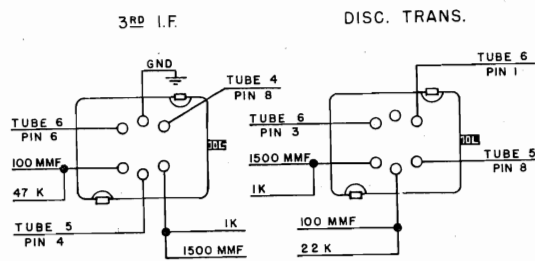 3RD I.F.
GND
TUBE 4
PIN 8
TUBE 6
PIN 6
100 MMF
47 K
TUBE 5
PIN 4
1K
1500 MMF
DISC. TRANS.
TUBE 6
PIN 1
TUBE 6
PIN 3
1500 MMF
1K
TUBE 5
PIN 8
100 MMF
22 K